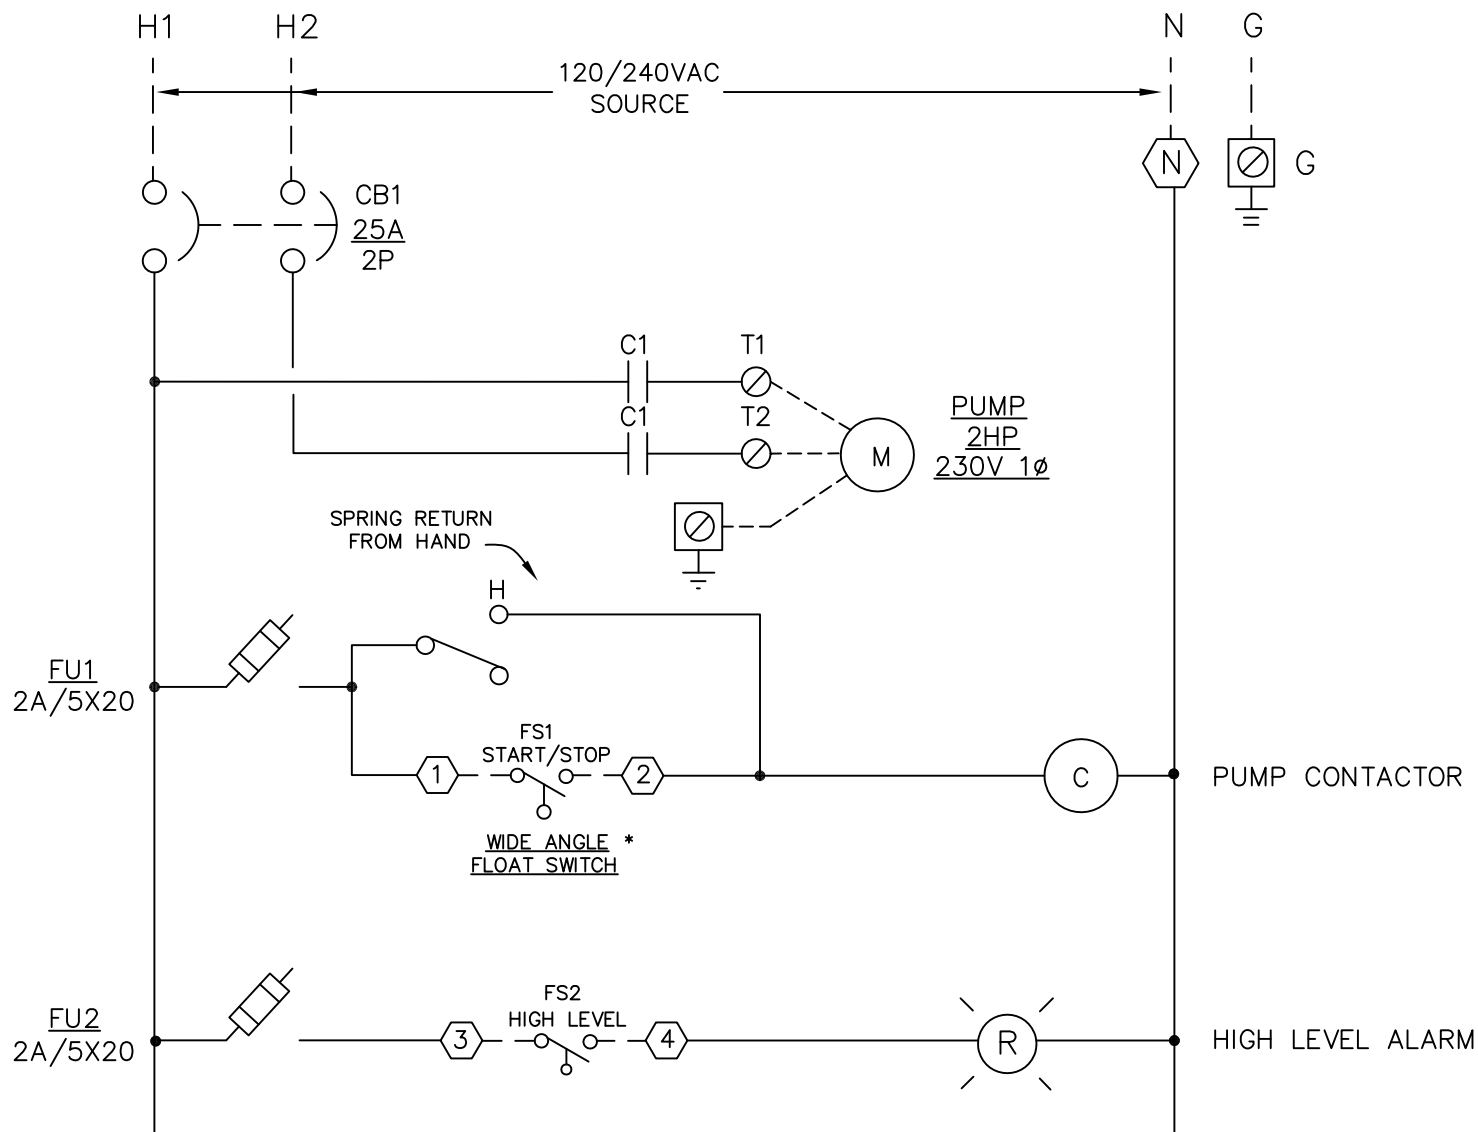 H1
H2
N
G
120/240VAC
SOURCE
N
G
CB1
25A
2P
C1
T1
C1
T2
M
PUMP
2HP
230V 1ø
SPRING RETURN
FROM HAND
H
FU1
2A/5X20
FS1
START/STOP
1
2
C
PUMP CONTACTOR
WIDE ANGLE *
FLOAT SWITCH
FS2
HIGH LEVEL
FU2
2A/5X20
3
4
R
HIGH LEVEL ALARM